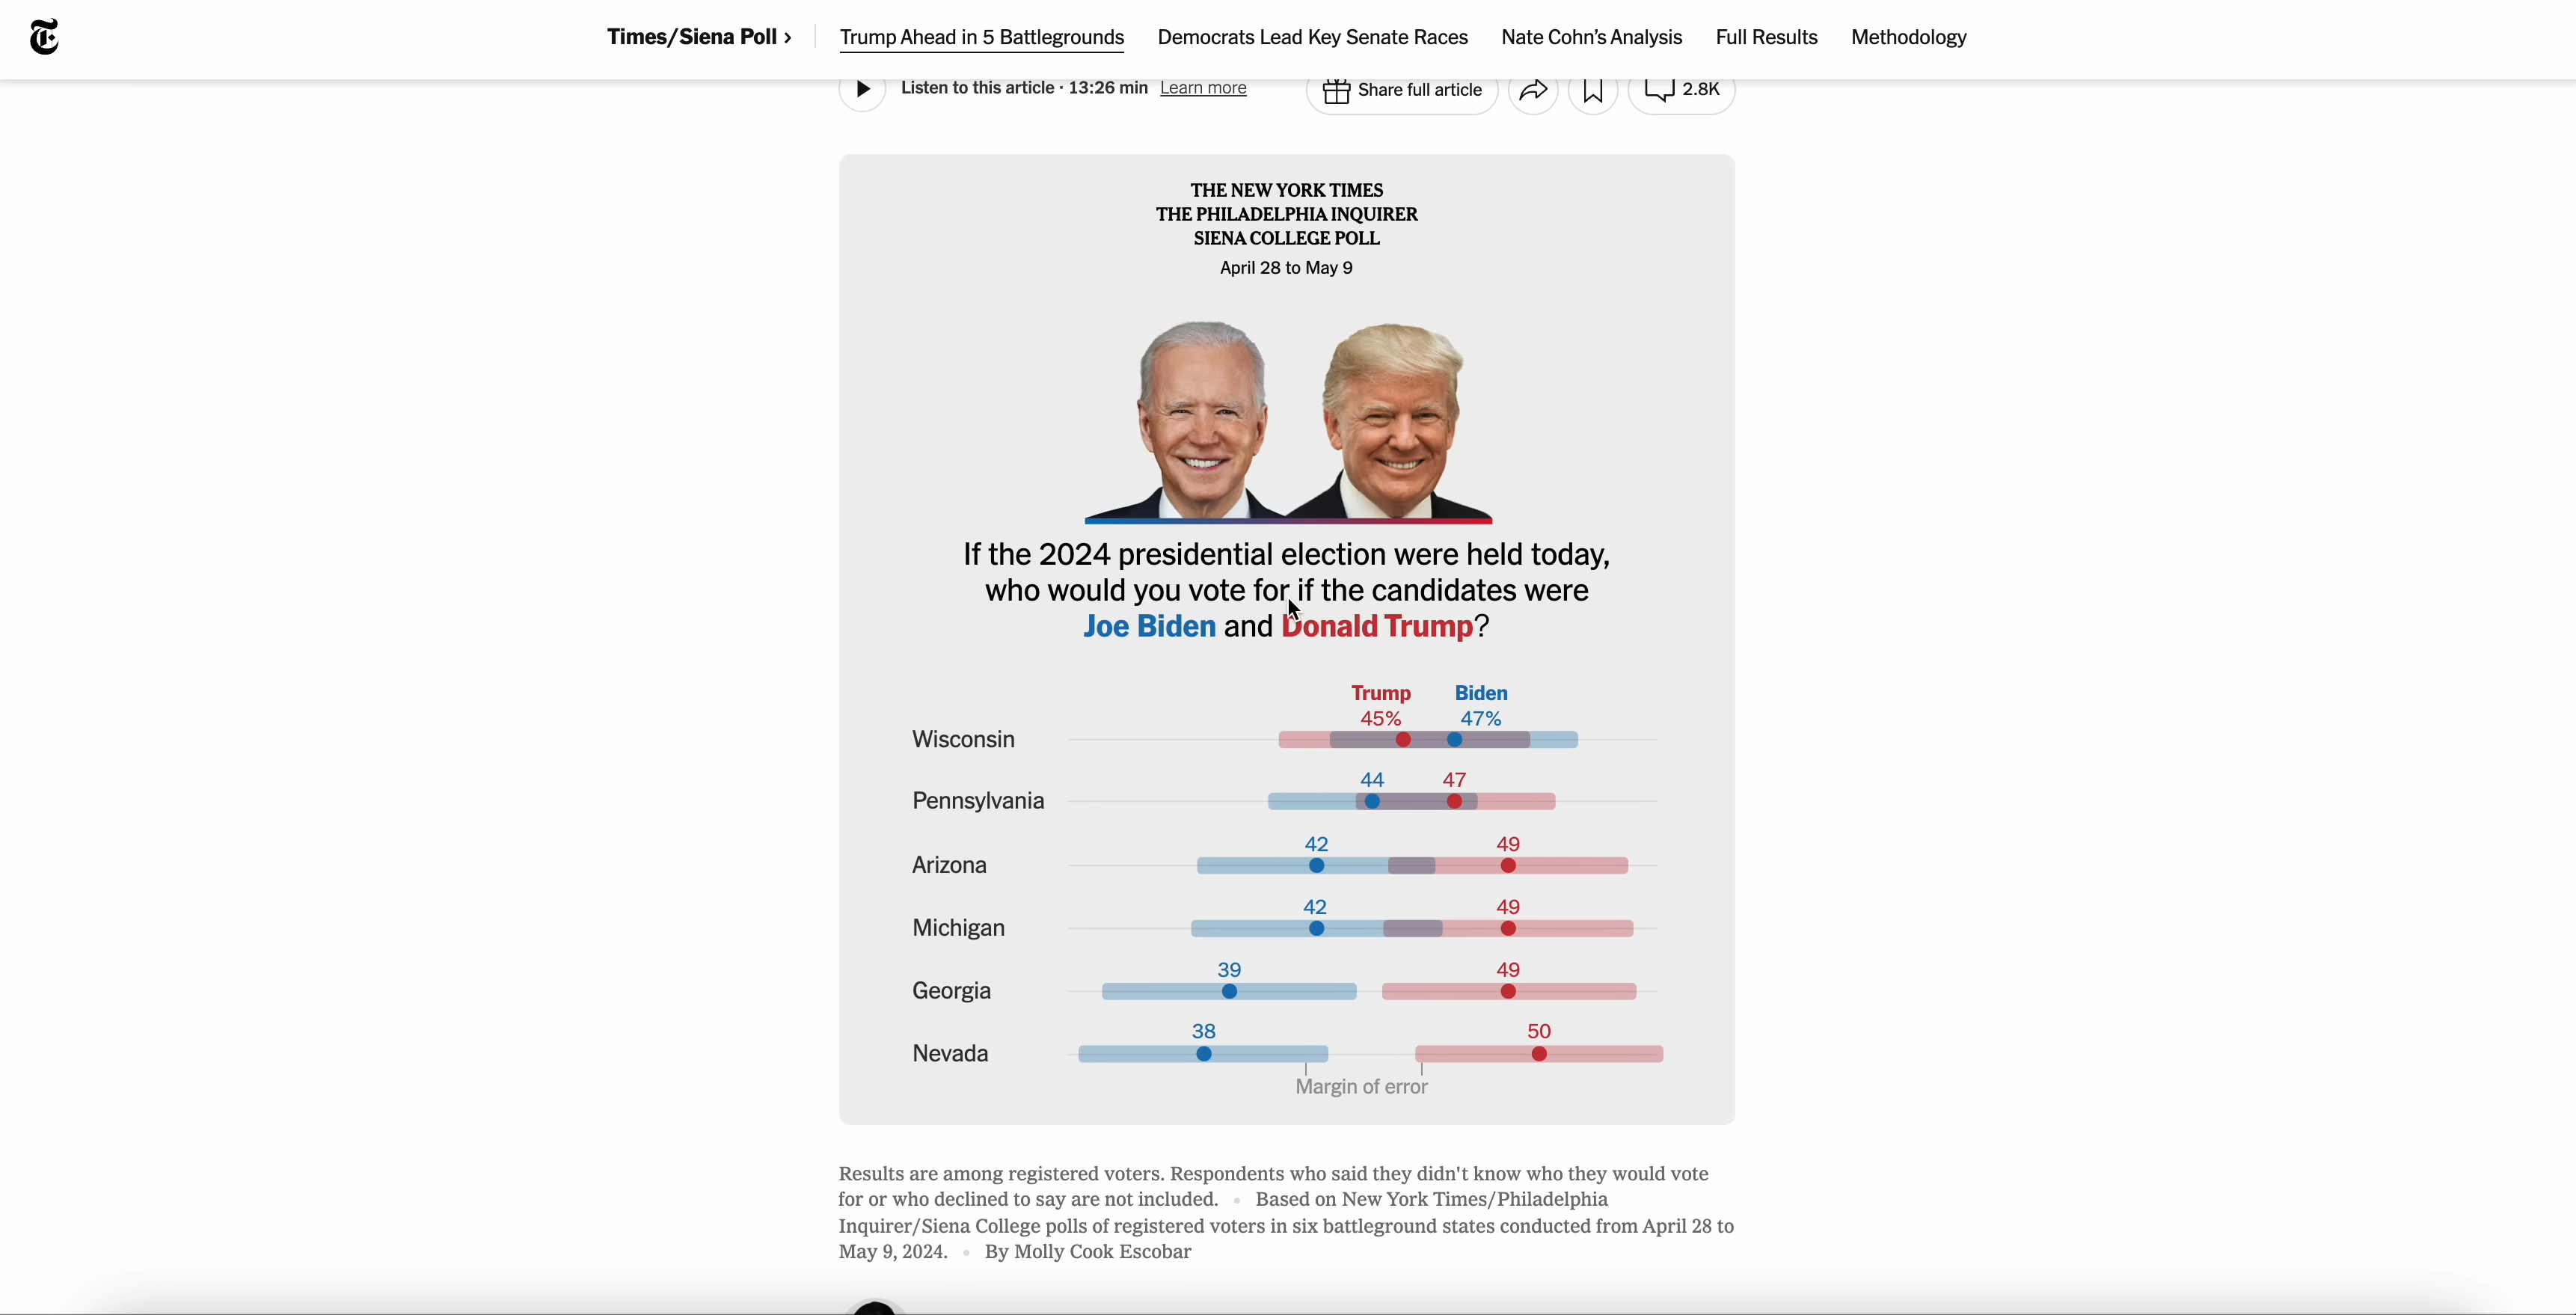 Times/Siena Poll ›
Trump Ahead in 5 Battlegrounds
Democrats Lead Key Senate Races
Nate Cohn’s Analysis
Full Results
Methodology
Listen to this article · 13:26 min Learn more
Share full article
2.8K
THE NEW YORK TIMES
THE PHILADELPHIA INQUIRER
SIENA COLLEGE POLL
April 28 to May 9
If the 2024 presidential election were held today,
who would you vote for if the candidates were
Joe Biden and Donald Trump?
Trump Biden
45% 47%
Wisconsin
44 47
Pennsylvania
42 49
Arizona
42 49
Michigan
39 49
Georgia
38 50
Nevada
Margin of error
Results are among registered voters. Respondents who said they didn't know who they would vote
for or who declined to say are not included. • Based on New York Times/Philadelphia
Inquirer/Siena College polls of registered voters in six battleground states conducted from April 28 to
May 9, 2024. • By Molly Cook Escobar